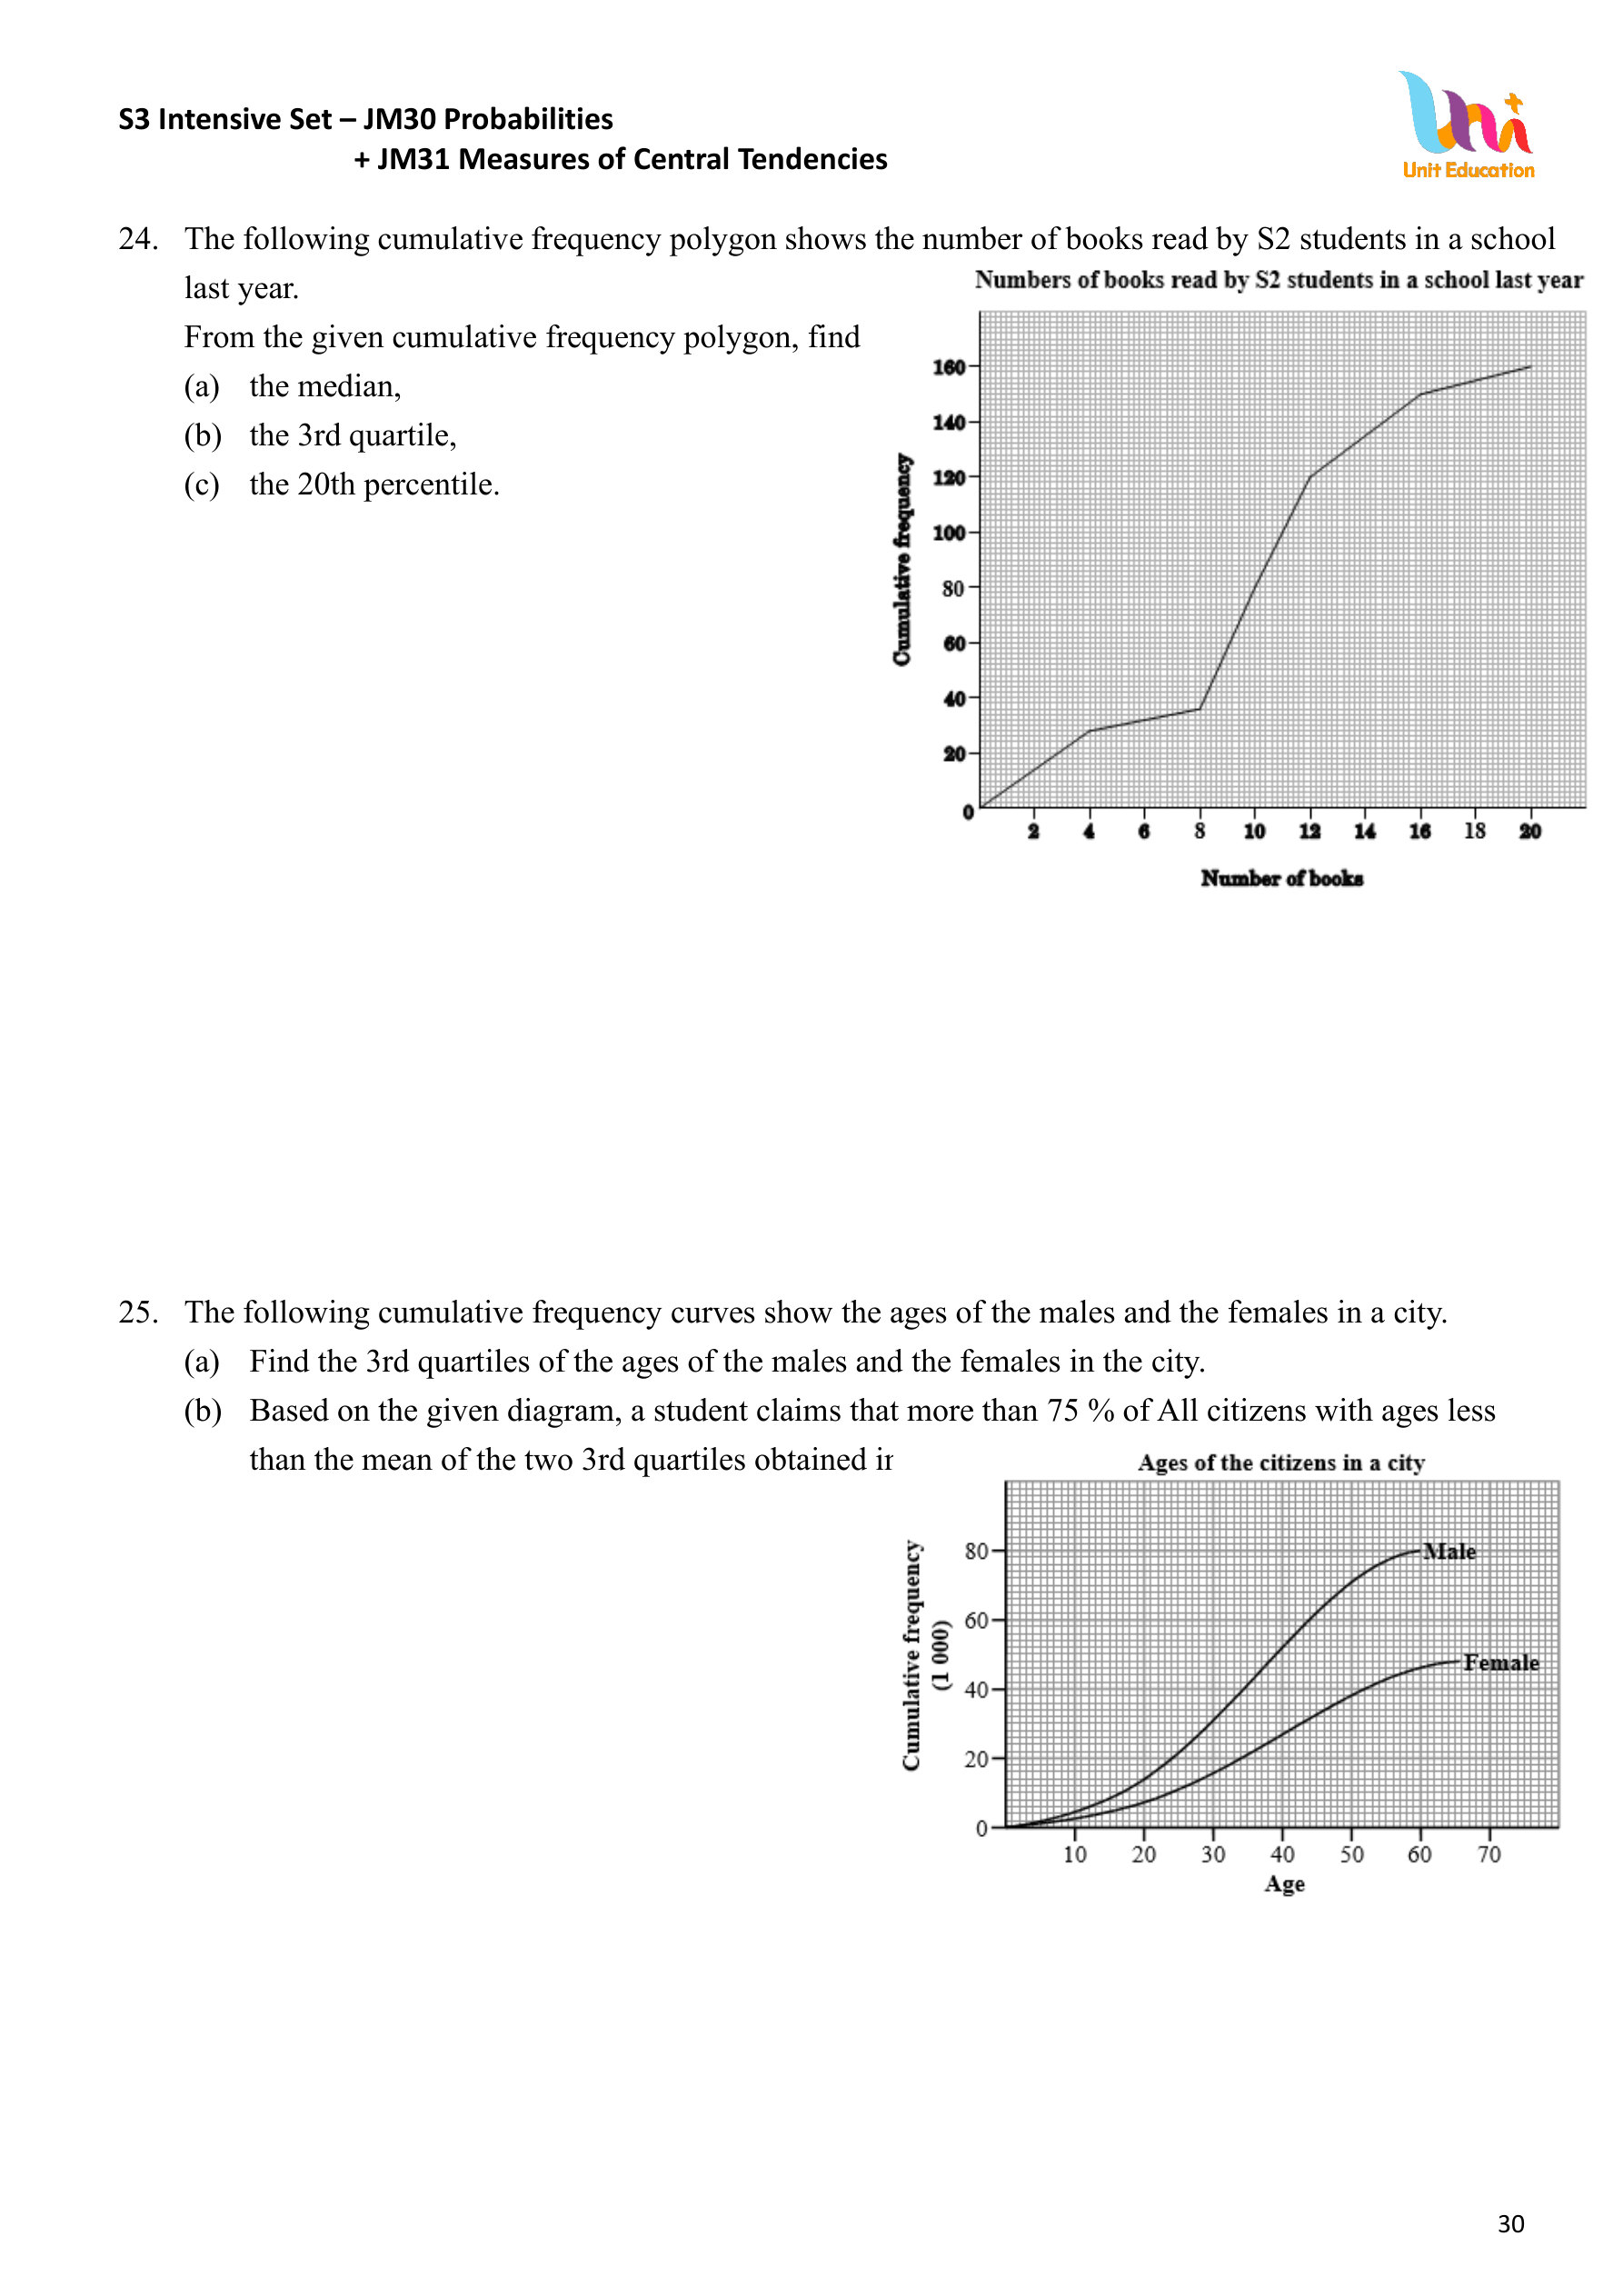 S3 Intensive Set – JM30 Probabilities
+ JM31 Measures of Central Tendencies
Unit Education
24. The following cumulative frequency polygon shows the number of books read by S2 students in a school
last year.
Numbers of books read by S2 students in a school last year
From the given cumulative frequency polygon, find
(a) the median,
(b) the 3rd quartile,
(c) the 20th percentile.
Cumulative frequency
160
140
120
100
80
60
40
20
0
2 4 6 8 10 12 14 16 18 20
Number of books
25. The following cumulative frequency curves show the ages of the males and the females in a city.
(a) Find the 3rd quartiles of the ages of the males and the females in the city.
(b) Based on the given diagram, a student claims that more than 75 % of All citizens with ages less
than the mean of the two 3rd quartiles obtained in
Ages of the citizens in a city
Cumulative frequency
(1 000)
80
60
40
20
0
Male
Female
10 20 30 40 50 60 70
Age
30